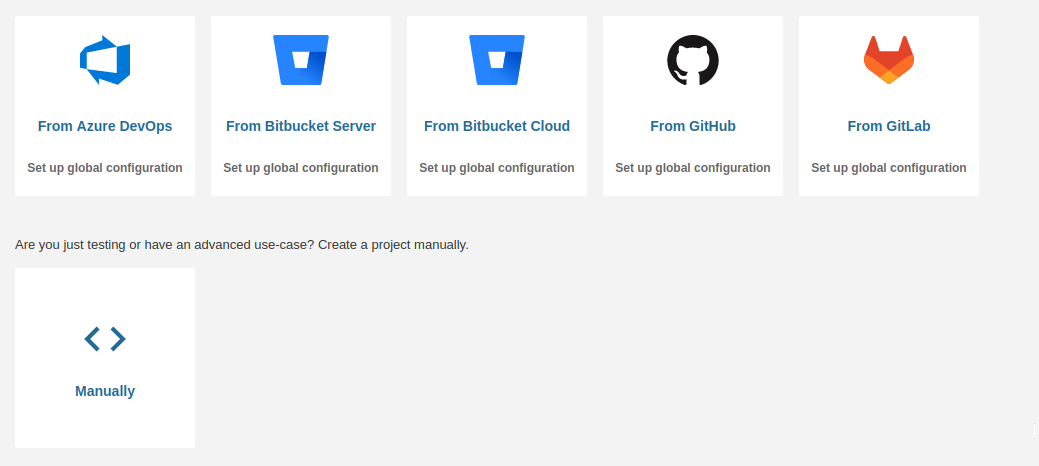 From Azure DevOps
Set up global configuration
From Bitbucket Server
Set up global configuration
From Bitbucket Cloud
Set up global configuration
From GitHub
Set up global configuration
From GitLab
Set up global configuration
Are you just testing or have an advanced use-case? Create a project manually.
Manually